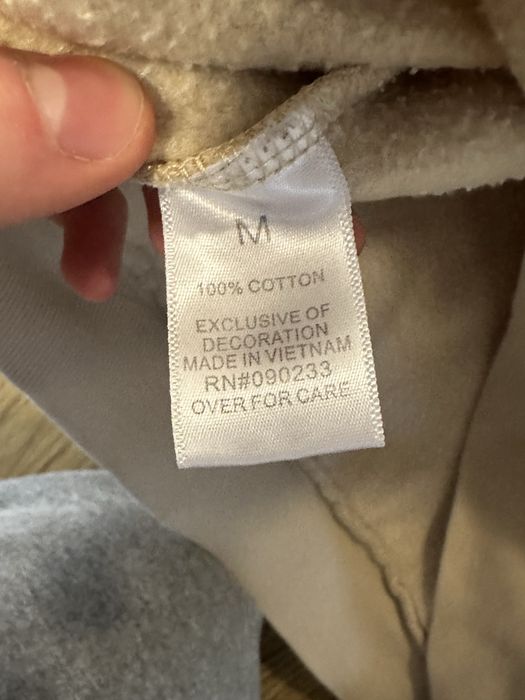 M
100% COTTON
EXCLUSIVE OF
DECORATION
MADE IN VIETNAM
RN#090233
OVER FOR CARE